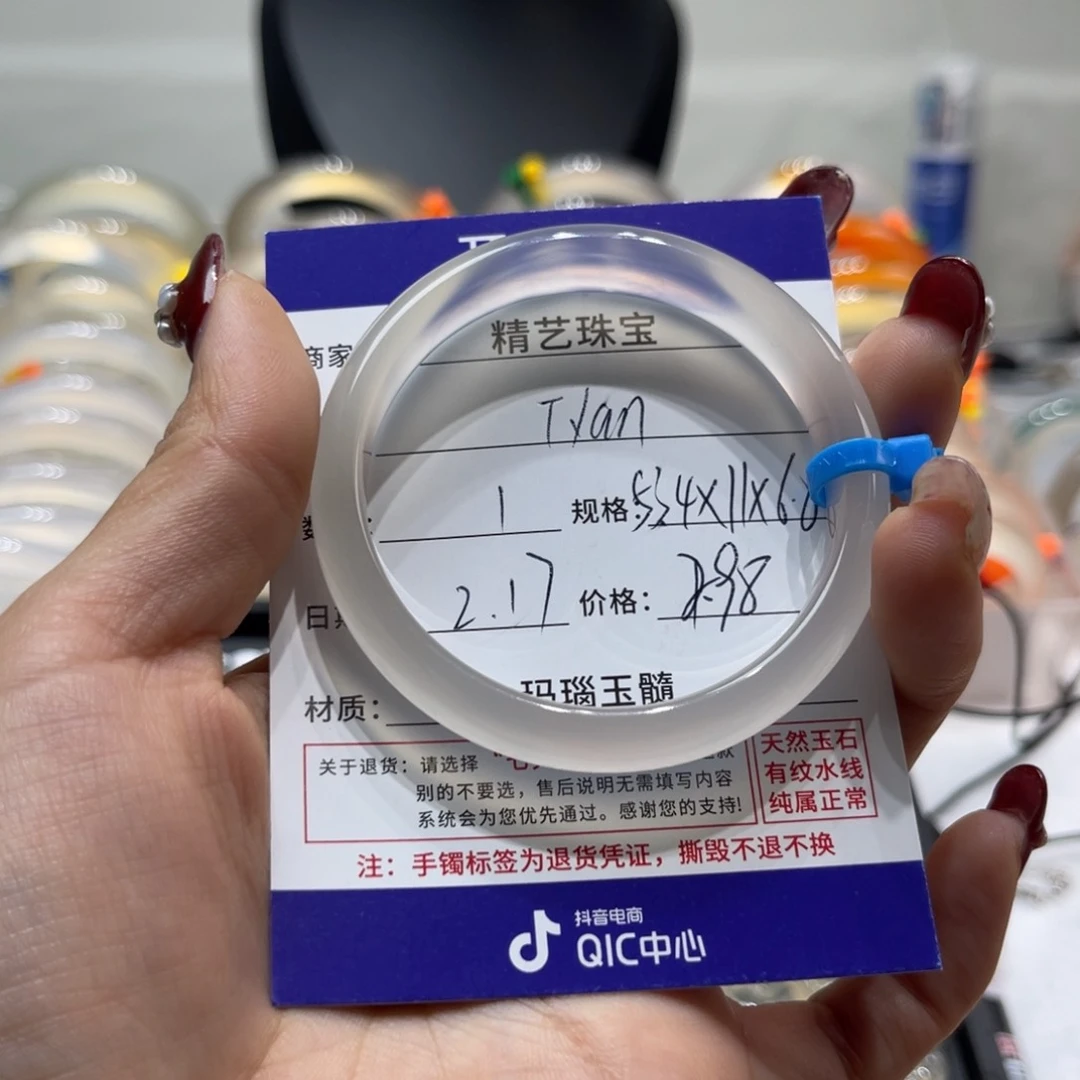 商家
精艺珠宝
TYan
1 规格:
2.17 价格:
材质: 玛瑙玉髓
关于退货:请选择
别的不要选,售后说明无需填写内容
系统会为您优先通过。感谢您的支持!
天然玉石
有纹水线
纯属正常
注:手镯标签为退货凭证,撕毁不退不换
抖音电商
QIC中心